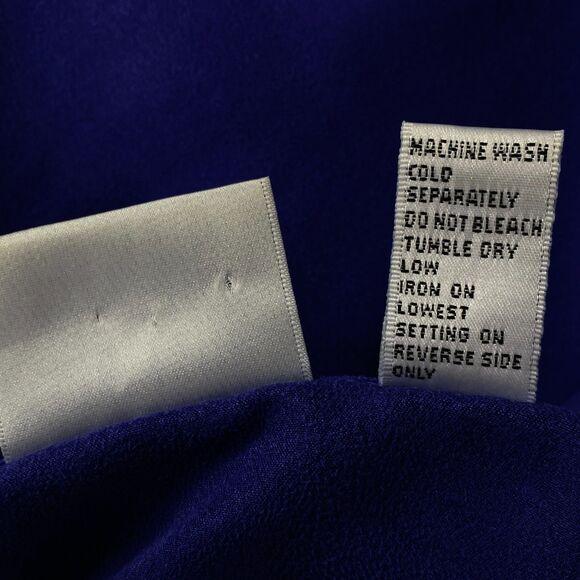 MACHINE WASH
COLD
SEPARATELY
DO NOT BLEACH
TUMBLE DRY
LOW
IRON ON
LOWEST
SETTING ON
REVERSE SIDE
ONLY